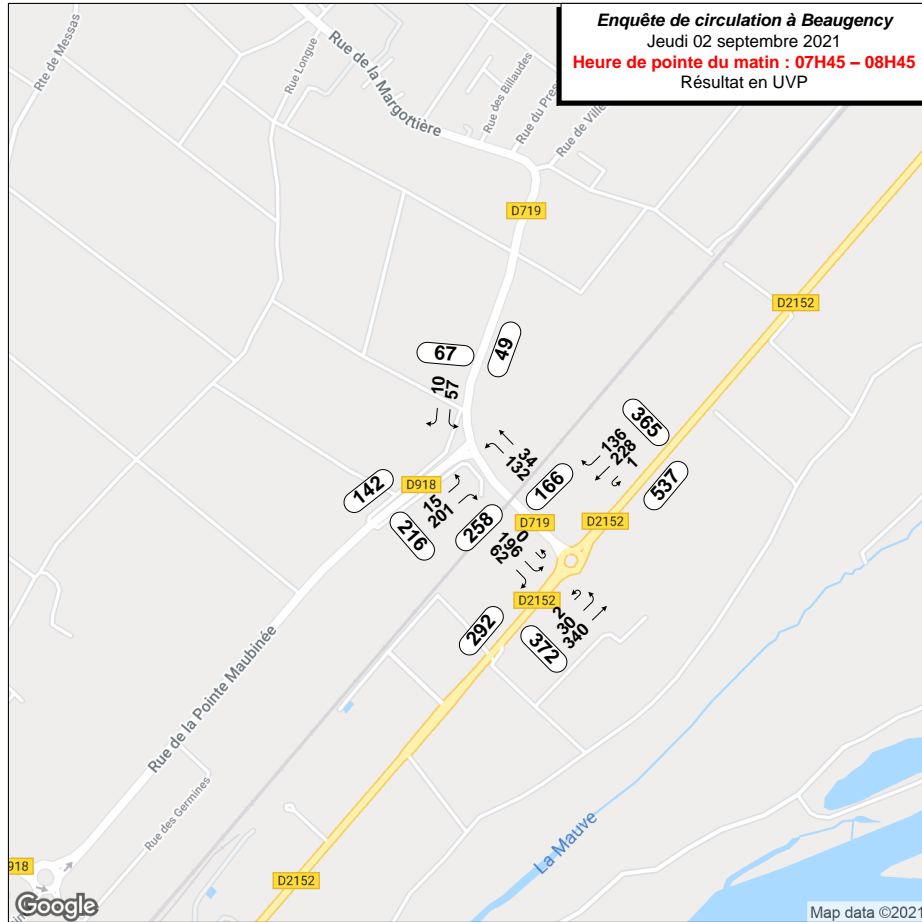 Enquête de circulation à Beaugency
Jeudi 02 septembre 2021
Heure de pointe du matin : 07H45 – 08H45
Résultat en UVP
Rte de Messas
Rue Longue
Rue de la Margottière
Rue des Billaudes
Rue du Pres
Rue de Ville
D719
D2152
67
49
10
57
365
136
228
1
34
132
537
142
D918
15
201
166
216
258
D719
D2152
0
196
62
D2152
2
30
340
292
372
Rue de la Pointe Maubinée
Rue des Germines
La Mauve
918
D2152
Google
Map data ©2021